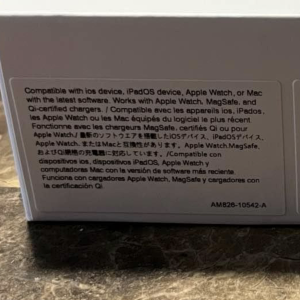 Compatible with ios device, iPadOS device, Apple Watch, or Mac
with the latest software. Works with Apple Watch, MagSafe, and
Qi-certified chargers. / Compatible avec les appareils ios, iPados,
les Apple Watch ou Mac équipés du logiciel le plus récent
Fonctionne avec les chargeurs MagSafe, certifiés Qi ou pour
Apple Watch./ 最新のソフトウエアを搭載したiOSデバイス、iPadOSデバイス、
Apple Watch、またはMacと互換性があります。 Apple Watch,MagSafe,
およびQi規格の充電器に対応しています。/Compatible con
dispositivos ios, dispositivos iPadOS, Apple Watch y
computadoras Mac con la versión de software más reciente
Funciona con cargadores Apple Watch, MagSafe y cargadores con
la certificación Qi
AM826-10542-A